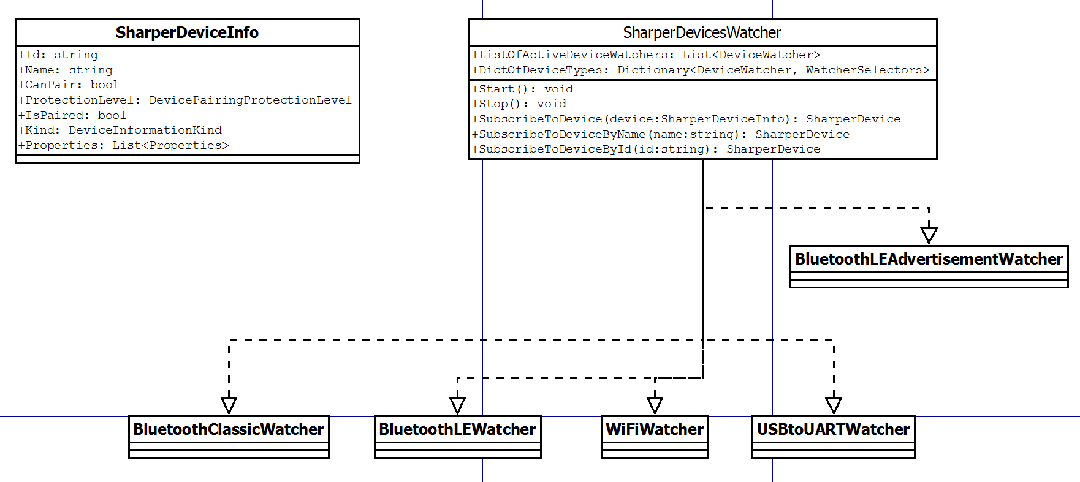 SharperDeviceInfo
+Id: string
+Name: string
+CanPair: bool
+ProtectionLevel: DevicePairingProtectionLevel
+IsPaired: bool
+Kind: DeviceInformationKind
+Properties: List<Properties>
SharperDevicesWatcher
+ListOfActiveDeviceWatchers: List<DeviceWatcher>
+DictOfDeviceTypes: Dictionary<DeviceWatcher, WatcherSelectors>
+Start(): void
+Stop(): void
+SubscribeToDevice(device:SharperDeviceInfo): SharperDevice
+SubscribeToDeviceByName(name:string): SharperDevice
+SubscribeToDeviceById(id:string): SharperDevice
BluetoothLEAdvertisementWatcher
BluetoothClassicWatcher
BluetoothLEWatcher
WiFiWatcher
USBtoUARTWatcher